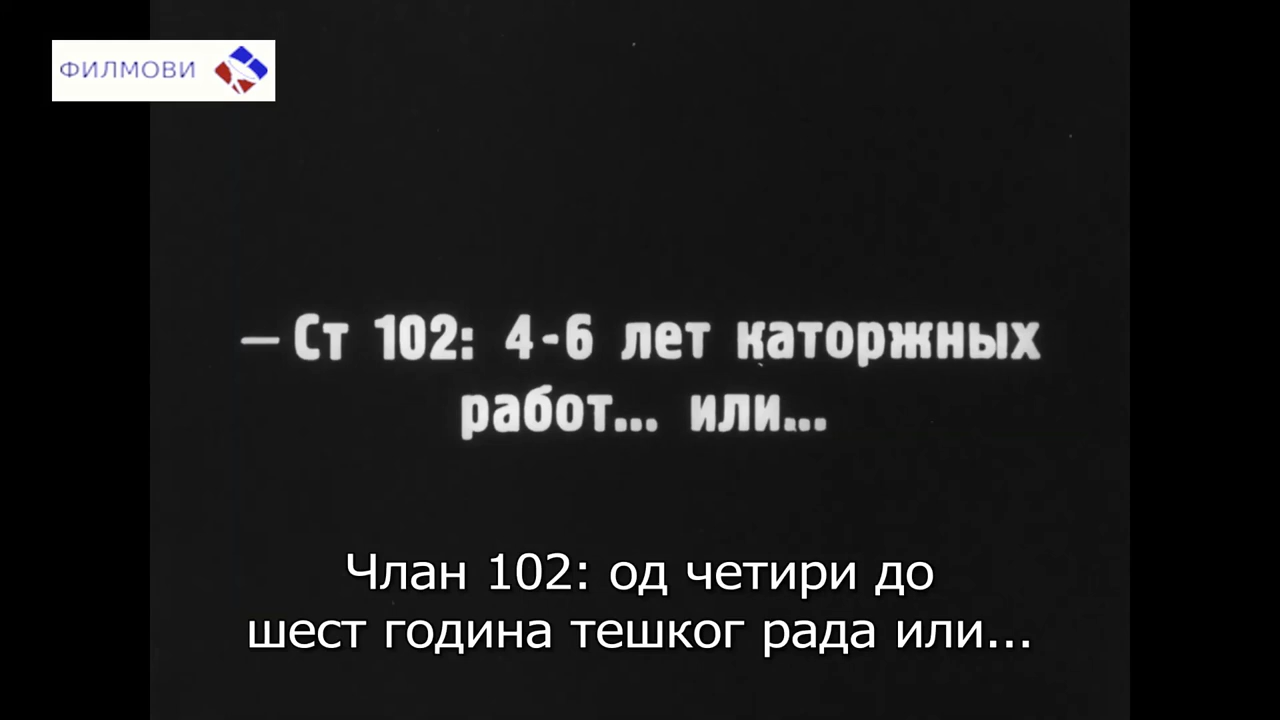 ФИЛМОВИ
— Ст 102: 4-6 лет каторжных
работ... или...
Члан 102: од четири до
шест година тешког рада или...